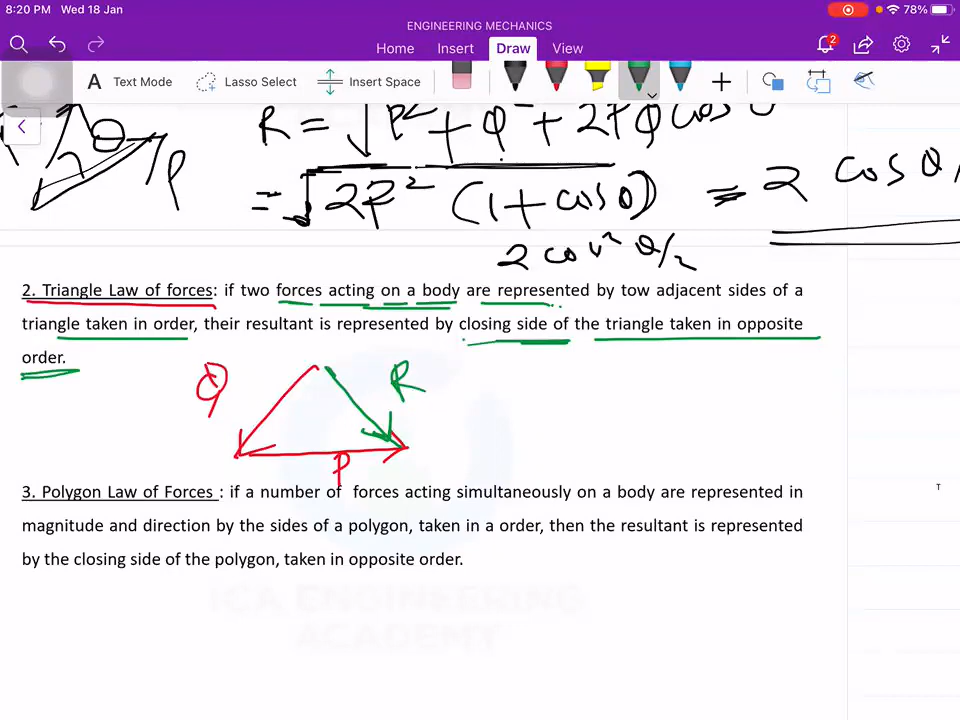 8:20 PM Wed 18 Jan
78%
ENGINEERING MECHANICS
Home Insert Draw View
2
A Text Mode Lasso Select Insert Space
R = √P² + Q² + 2PQ cos θ
θ
P
= √2P² (1 + cos θ) = 2 cos θ/
2 cos² θ/2
2. Triangle Law of forces: if two forces acting on a body are represented by tow adjacent sides of a
triangle taken in order, their resultant is represented by closing side of the triangle taken in opposite
order.
Q
R
P
3. Polygon Law of Forces : if a number of forces acting simultaneously on a body are represented in
magnitude and direction by the sides of a polygon, taken in a order, then the resultant is represented
by the closing side of the polygon, taken in opposite order.
ICA ENGINEERING
ACADEMY